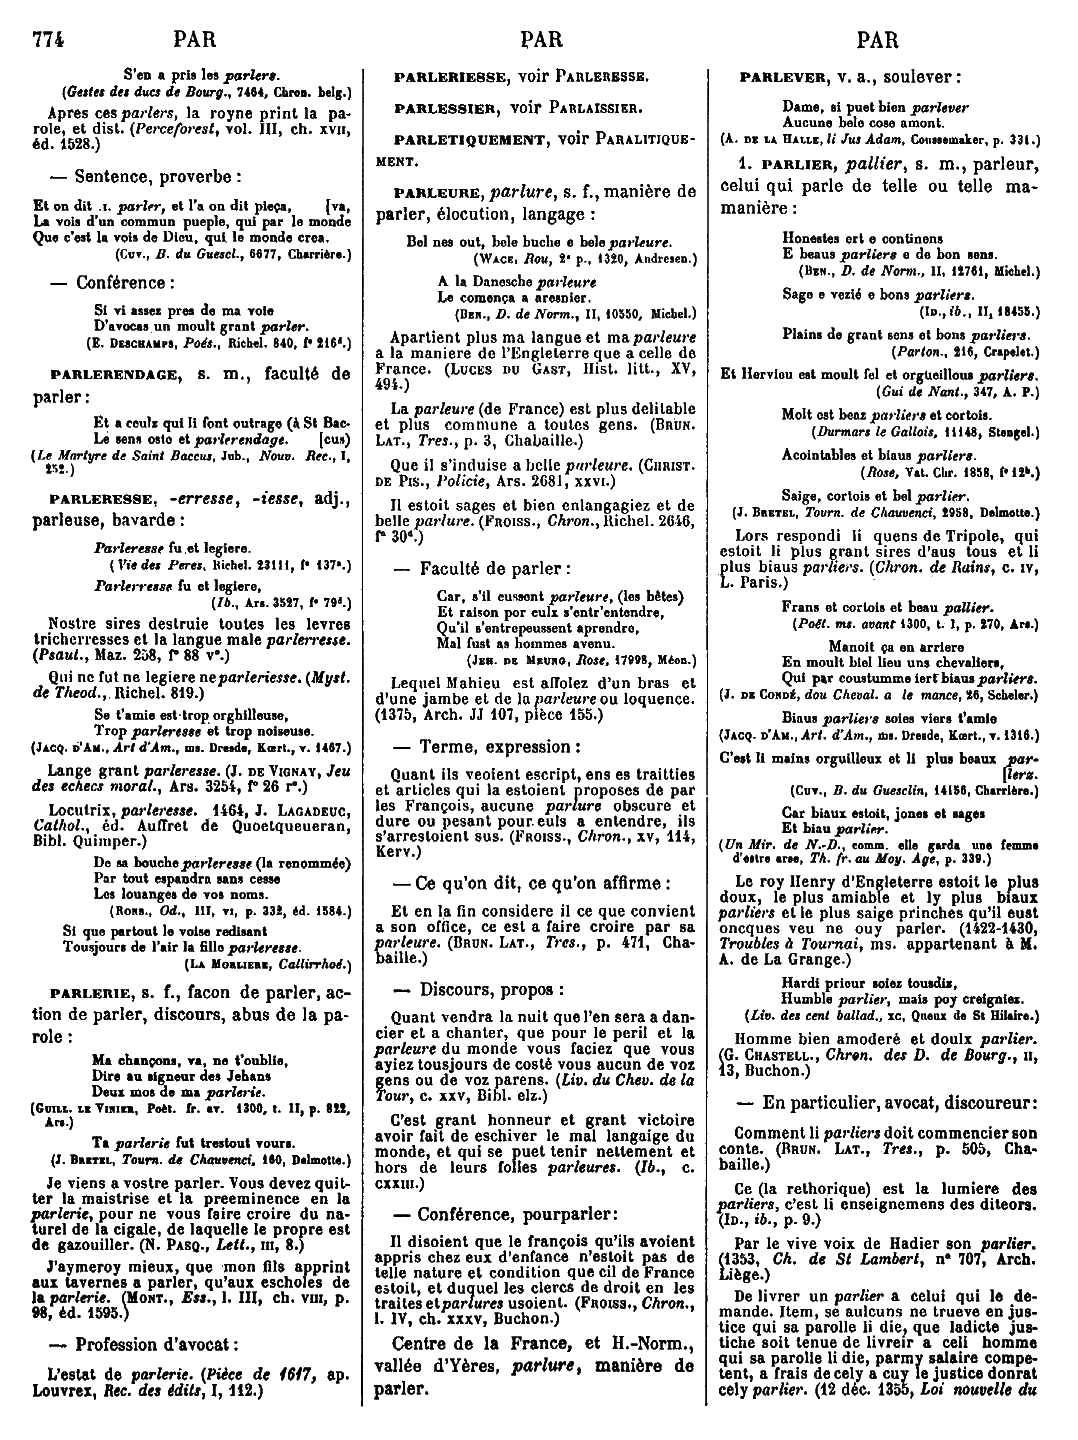 774 PAR PAR PAR
S'en a pris les parlers.
(Gestes des ducs de Bourg., 7464, Chron. belg.)
Apres ces parlers, la royne print la pa-
role, et dist. (Perceforest, vol. III, ch. XVII,
éd. 1528.)
— Sentence, proverbe :
Et on dit .I. parler, et l'a on dit pieça, [va,
La vois d'un commun pueple, qui par le monde
Que c'est la vois de Dieu, qui le monde crea.
(CUV., B. du Guescl., 6677, Charrière.)
— Conférence :
Si vi assez pres de ma voie
D'avocas un moult grant parler.
(E. DESCHAMPS, Poés., Richel. 840, f° 216ᵈ.)
PARLERENDAGE, s. m., faculté de
parler :
Et a ceulz qui li font outrage (à St Bac-
Le sens osto et parlerendage. [cus)
(Le Martyre de Saint Baccus, Jub., Nouv. Rec., I,
252.)
PARLERESSE, -erresse, -iesse, adj.,
parleuse, bavarde :
Parleresse fu et legiere.
(Vie des Peres, Richel. 23111, f° 137ᵃ.)
Parlerresse fu et legiere,
(Ib., Ars. 3527, f° 79ᵈ.)
Nostre sires destruie toutes les levres
tricherresses et la langue male parlerresse.
(Psaut., Maz. 258, f° 88 v°.)
Qui ne fut ne legiere ne parleriesse. (Myst.
de Theod., Richel. 819.)
Se t'amie est trop orghilleuse,
Trop parleresse et trop noiseuse.
(JACQ. D'AM., Art d'Am., ms. Dresde, Kœrt., v. 1467.)
Lange grant parleresse. (J. DE VIGNAY, Jeu
des echecs moral., Ars. 3254, f° 26 r°.)
Locutrix, parleresse. 1464, J. LAGADEUC,
Cathol., éd. Auffret de Quoetqueueran,
Bibl. Quimper.)
De sa bouche parleresse (la renommée)
Par tout espandra sans cesse
Les louanges de vos noms.
(RONS., Od., III, VI, p. 332, éd. 1584.)
Si que partout le voise redisant
Tousjours de l'air la fille parleresse.
(LA MORLIERE, Callirrhoé.)
PARLERIE, s. f., facon de parler, ac-
tion de parler, discours, abus de la pa-
role :
Ma chançons, va, ne t'oublie,
Dire au signeur des Jehans
Deux mos de ma parlerie.
(GUILL. LE VINIER, Poèt. fr. av. 1300, t. II, p. 822,
Ars.)
Ta parlerie fut trestout vours.
(J. BRETEL, Tourn. de Chauvenci, 160, Delmotte.)
Je viens a vostre parler. Vous devez quit-
ter la maistrise et la preeminence en la
parlerie, pour ne vous faire croire du na-
turel de la cigale, de laquelle le propre est
de gazouiller. (N. PASQ., Lett., III, 8.)
J'aymeroy mieux, que mon fils apprint
aux tavernes a parler, qu'aux escholes de
la parlerie. (MONT., Ess., l. III, ch. VIII, p.
98, éd. 1595.)
— Profession d'avocat :
L'estat de parlerie. (Pièce de 1617, ap.
Louvrex, Rec. des édits, I, 112.)
PARLERIESSE, voir PARLERESSE.
PARLESSIER, voir PARLAISSIER.
PARLETIQUEMENT, voir PARALITIQUE-
MENT.
PARLEURE, parlure, s. f., manière de
parler, élocution, langage :
Bel nes out, bele buche e bele parleure.
(WACE, Rou, 2ᵉ p., 1320, Andresen.)
A la Danesche parleure
Le començа a aresnier.
(BEN., D. de Norm., II, 10550, Michel.)
Apartient plus ma langue et ma parleure
a la maniere de l'Engleterre que a celle de
France. (LUCES DU GAST, Hist. litt., XV,
494.)
La parleure (de France) est plus delitable
et plus commune a toutes gens. (BRUN.
LAT., Tres., p. 3, Chabaille.)
Que il s'induise a belle parleure. (CHRIST.
DE PIS., Policie, Ars. 2681, XXVI.)
Il estoit sages et bien enlangagiez et de
belle parlure. (FROISS., Chron., Richel. 2646,
f° 30ᵈ.)
— Faculté de parler :
Car, s'il eussent parleure, (les bêtes)
Et raison por eulx s'entr'entendre,
Qu'il s'entrepeussent aprendre,
Mal fust as hommes avenu.
(JEH. DE MEUNG, Rose, 17998, Méon.)
Lequel Mahieu est affolez d'un bras et
d'une jambe et de la parleure ou loquence.
(1375, Arch. JJ 107, pièce 155.)
— Terme, expression :
Quant ils veoient escript, ens es traitties
et articles qui la estoient proposes de par
les François, aucune parlure obscure et
dure ou pesant pour euls a entendre, ils
s'arrestoient sus. (FROISS., Chron., XV, 114,
Kerv.)
— Ce qu'on dit, ce qu'on affirme :
Et en la fin considere il ce que convient
a son office, ce est a faire croire par sa
parleure. (BRUN. LAT., Tres., p. 471, Cha-
baille.)
— Discours, propos :
Quant vendra la nuit que l'en sera a dan-
cier et a chanter, que pour le peril et la
parleure du monde vous faciez que vous
ayiez tousjours de costé vous aucun de voz
gens ou de voz parens. (Liv. du Chev. de la
Tour, c. XXV, Bibl. elz.)
C'est grant honneur et grant victoire
avoir fait de eschiver le mal langaige du
monde, et qui se puet tenir nettement et
hors de leurs folles parleures. (Ib., c.
CXXIII.)
— Conférence, pourparler :
Il disoient que le françois qu'ils avoient
appris chez eux d'enfance n'estoit pas de
telle nature et condition que cil de France
estoit, et duquel les clercs de droit en les
traites et parlures usoient. (FROISS., Chron.,
l. IV, ch. XXXV, Buchon.)
Centre de la France, et H.-Norm.,
vallée d'Yères, parlure, manière de
parler.
PARLEVER, v. a., soulever :
Dame, si puet bien parlever
Aucune bele cose amont.
(A. DE LA HALLE, li Jus Adam, Coussemaker, p. 331.)
1. PARLIER, pallier, s. m., parleur,
celui qui parle de telle ou telle ma-
manière :
Honestes ert e continens
E beaus parliers e de bon sens.
(BEN., D. de Norm., II, 12761, Michel.)
Sage e vezié e bons parliers.
(ID., ib., II, 18455.)
Plains de grant sens et bons parliers.
(Parton., 216, Crapelet.)
Et Herviou est moult fel et orgueillous parliers.
(Gui de Nant., 347, A. P.)
Molt est beaz parliers et cortois.
(Durmars le Gallois, 11148, Stengel.)
Acointables et biaus parliers.
(Rose, Vat. Chr. 1858, f° 12ᵇ.)
Saige, cortois et bel parlier.
(J. BRETEL, Tourn. de Chauvenci, 2958, Delmotte.)
Lors respondi li quens de Tripole, qui
estoit li plus grant sires d'aus tous et li
plus biaus parliers. (Chron. de Rains, c. IV,
L. Paris.)
Frans et cortois et beau pallier.
(Poët. ms. avant 1300, t. I, p. 270, Ars.)
Manoit ça en arriere
En moult biel lieu uns chevaliers,
Qui par coustumme iert biaus parliers.
(J. DE CONDÉ, dou Cheval. a le mance, 26, Scheler.)
Biaus parliers soies viers t'amie
(JACQ. D'AM., Art. d'Am., ms. Dresde, Kœrt., v. 1316.)
C'est li mains orguilleux et li plus beaux par-
[lerz.
(CUV., B. du Guesclin, 14156, Charrière.)
Car biaux estoit, jones et sages
Et biau parlier.
(Un Mir. de N.-D., comm. elle garda une femme
d'estre arse, Th. fr. au Moy. Age, p. 339.)
Le roy Henry d'Engleterre estoit le plus
doux, le plus amiable et ly plus biaux
parliers et le plus saige princhez qu'il eust
oncques veu ne ouy parler. (1422-1430,
Troubles à Tournai, ms. appartenant à M.
A. de La Grange.)
Hardi prieur soiez tousdiz,
Humble parlier, mais poy creigniez.
(Liv. des cent ballad., XC, Queux de St Hilaire.)
Homme bien amoderé et doulx parlier.
(G. CHASTELL., Chron. des D. de Bourg., II,
13, Buchon.)
— En particulier, avocat, discoureur :
Comment li parliers doit commencier son
conte. (BRUN. LAT., Tres., p. 505, Cha-
baille.)
Ce (la rethorique) est la lumiere des
parliers, c'est li enseignemens des diteors.
(ID., ib., p. 9.)
Par le vive voix de Hadier son parlier.
(1353, Ch. de St Lambert, n° 707, Arch.
Liège.)
De livrer un parlier a celui qui le de-
mande. Item, se aulcuns ne trueve en jus-
tice qui sa parolle li die, que ladicte jus-
tiche soit tenue de livreir a celi homme
qui sa parolle li die, parmy salaire compe-
tent, a frais de cely a cuy le justice donrat
cely parlier. (12 déc. 1355, Loi nouvelle du